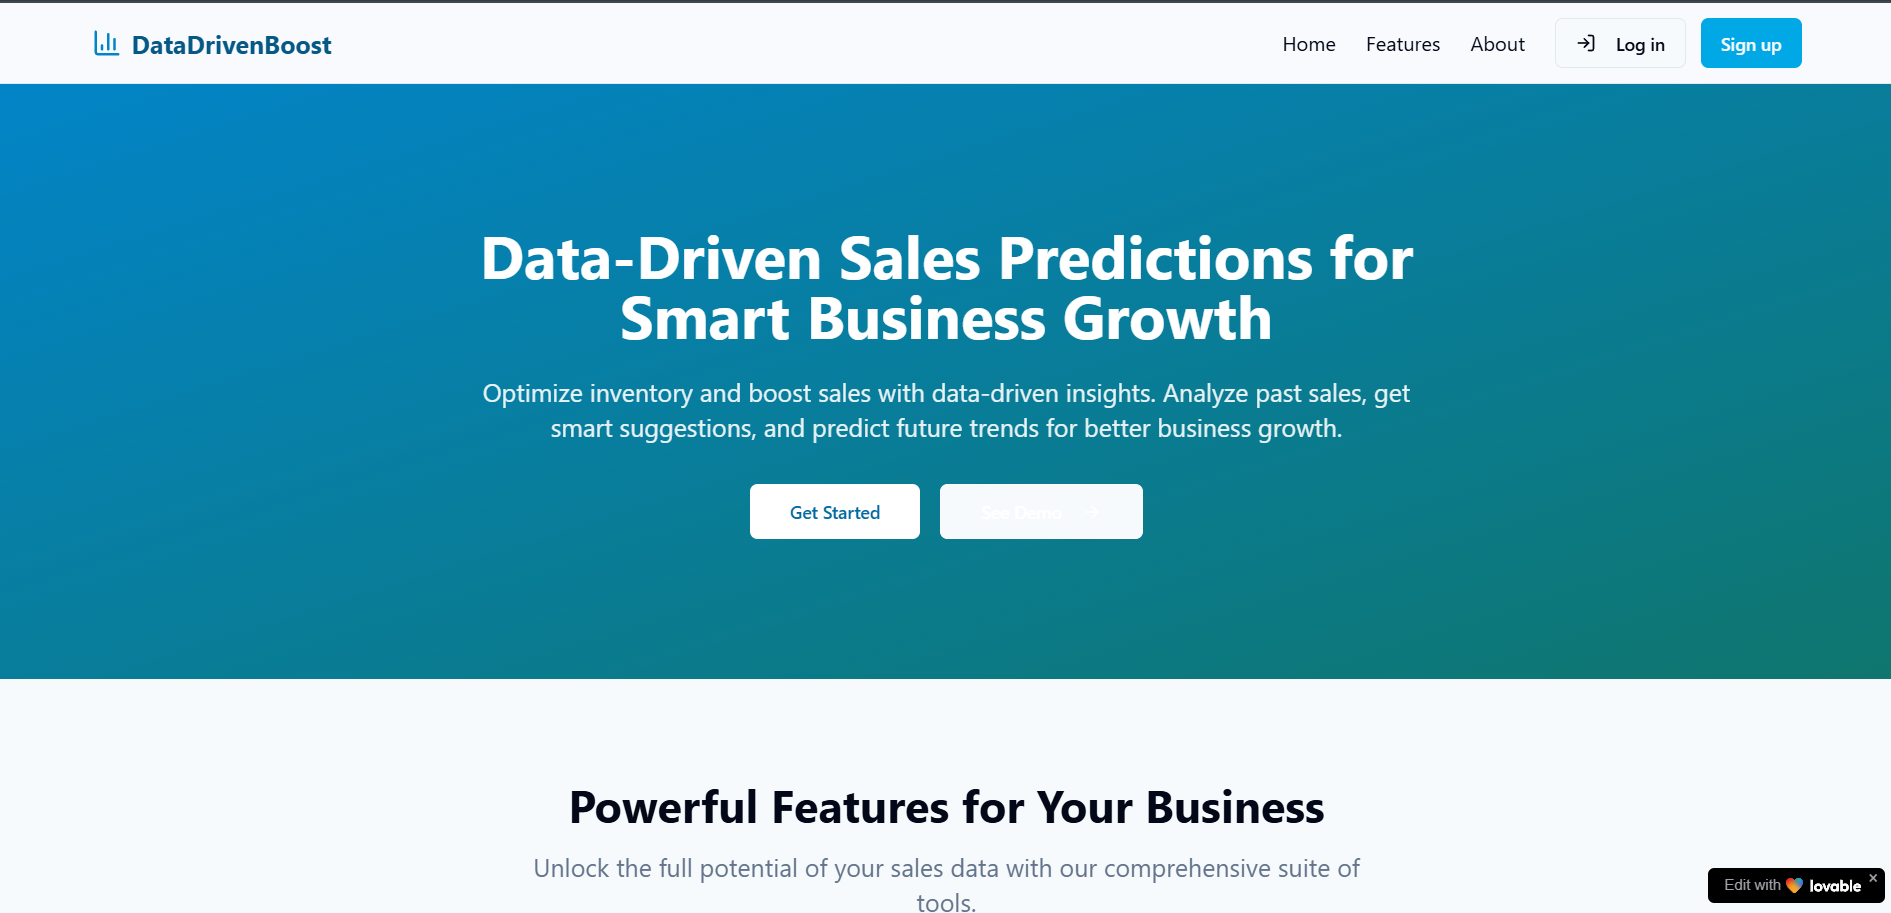 DataDrivenBoost
Home
Features
About
Log in
Sign up
Data-Driven Sales Predictions for
Smart Business Growth
Optimize inventory and boost sales with data-driven insights. Analyze past sales, get
smart suggestions, and predict future trends for better business growth.
Get Started
See Demo
Powerful Features for Your Business
Unlock the full potential of your sales data with our comprehensive suite of
tools.
Edit with lovable